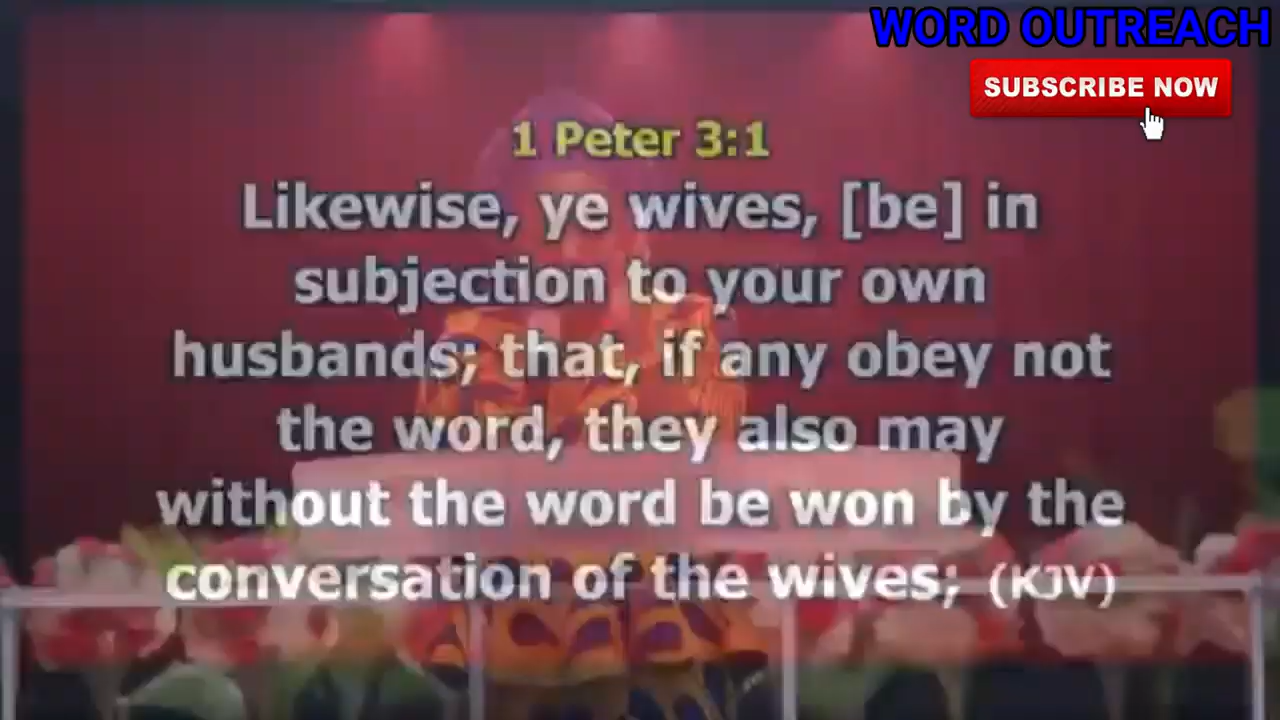 WORD OUTREACH
SUBSCRIBE NOW
1 Peter 3:1
Likewise, ye wives, [be] in
subjection to your own
husbands; that, if any obey not
the word, they also may
without the word be won by the
conversation of the wives; (KJV)